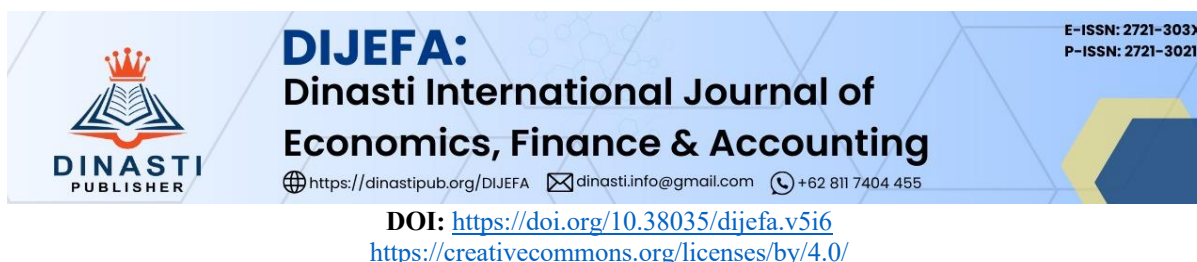 E-ISSN: 2721-303X
P-ISSN: 2721-3021
DIJEFA:
Dinasti International Journal of
Economics, Finance & Accounting
DINASTI
PUBLISHER
https://dinastipub.org/DIJEFA dinasti.info@gmail.com +62 811 7404 455
DOI: https://doi.org/10.38035/dijefa.v5i6
https://creativecommons.org/licenses/by/4.0/